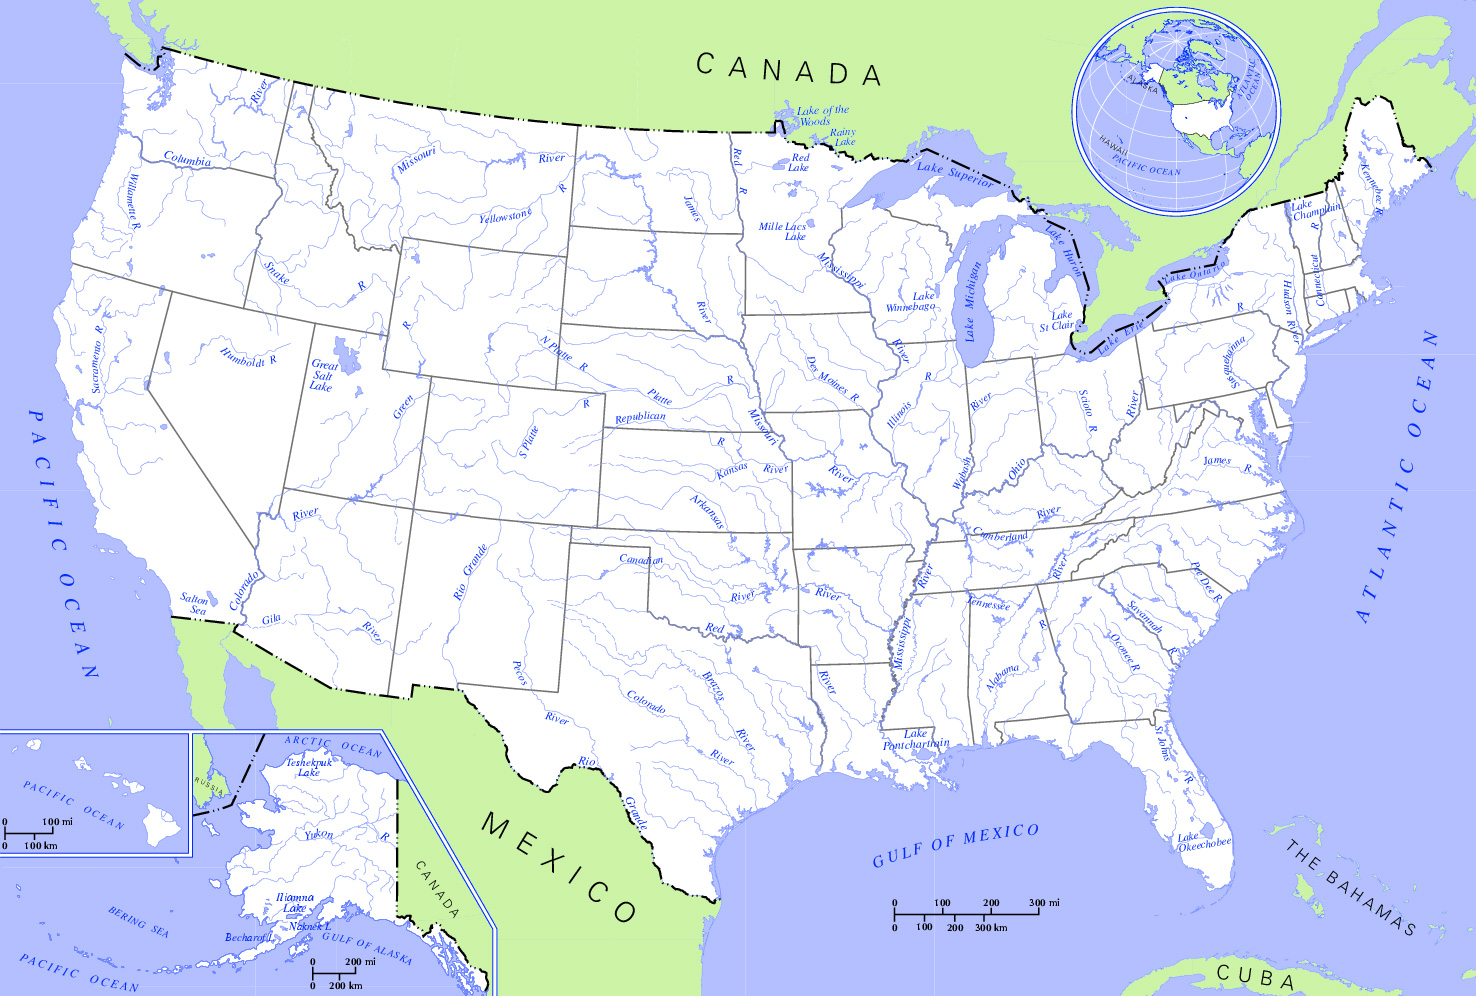 CANADA
ALASKA
ATLANTIC
OCEAN
HAWAII
PACIFIC OCEAN
Lake of the
Woods
Rainy
Lake
River
Columbia
Willamette R
Missouri
River
R
Yellowstone
Red
R
James
Red
Lake
Mille Lacs
Lake
Lake Superior
Mississippi
Lake
Champlain
Kennebec R
R
Connecticut
Hudson River
Lake Huron
Lake Ontario
Lake Michigan
Lake
Winnebago
Lake
St Clair
Lake Erie
R
Susquehanna
Snake
R
R
River
Sacramento R
Humboldt R
Great
Salt
Lake
Green
N Platte
R
Platte
R
Republican
R
S Platte
R
Des Moines R
River
R
Illinois
River
Scioto R
River
Missouri
Kansas River
River
Arkansas
Wabash
Ohio
James R
River
Cumberland
River
River
Colorado
Gila
River
Salton
Sea
Rio Grande
Pecos
River
Canadian
River
Red
River
River
Mississippi
River
Tennessee
R
Alabama
Pee Dee R
Savannah
R
Oconee R
Colorado
River
Brazos
River
Rio
Grande
Lake
Pontchartrain
St Johns
R
Lake
Okeechobee
PACIFIC OCEAN
ATLANTIC OCEAN
GULF OF MEXICO
MEXICO
THE BAHAMAS
CUBA
0 100 200 300 mi
0 100 200 300 km
PACIFIC OCEAN
0 100 mi
0 100 km
ARCTIC OCEAN
RUSSIA
Teshekpuk
Lake
Yukon
R
CANADA
Iliamna
Lake
Naknek L
Becharof L
GULF OF ALASKA
BERING SEA
PACIFIC OCEAN
0 200 mi
0 200 km